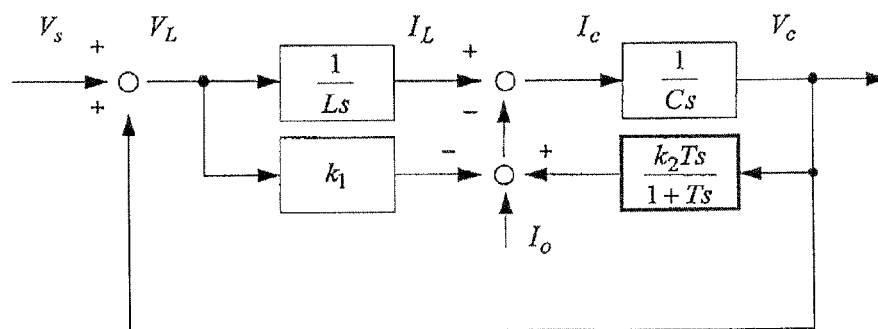 V_s + V_L I_L + I_c V_c
+ 1/Ls − 1/Cs
k_1 − + k_2Ts/1 + Ts
I_o